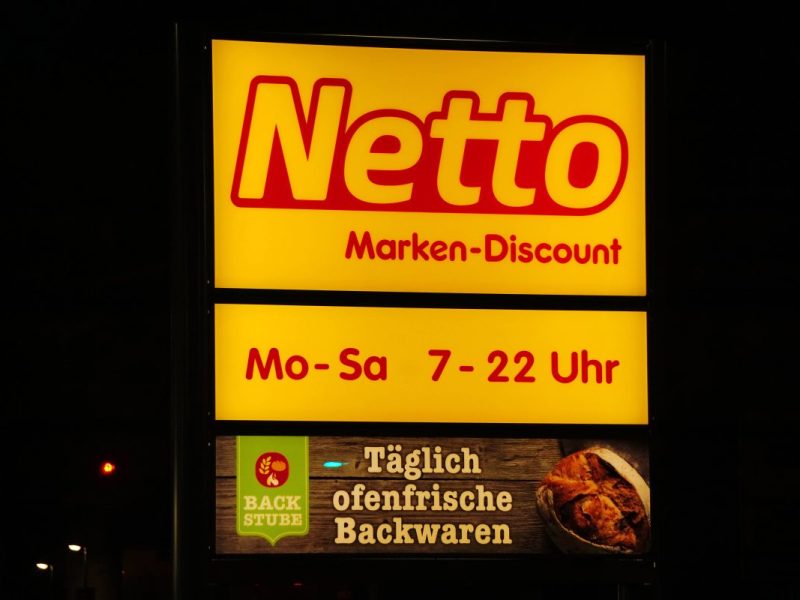 Netto
Marken-Discount
Mo-Sa 7-22 Uhr
BACK
STUBE
Täglich
ofenfrische
Backwaren